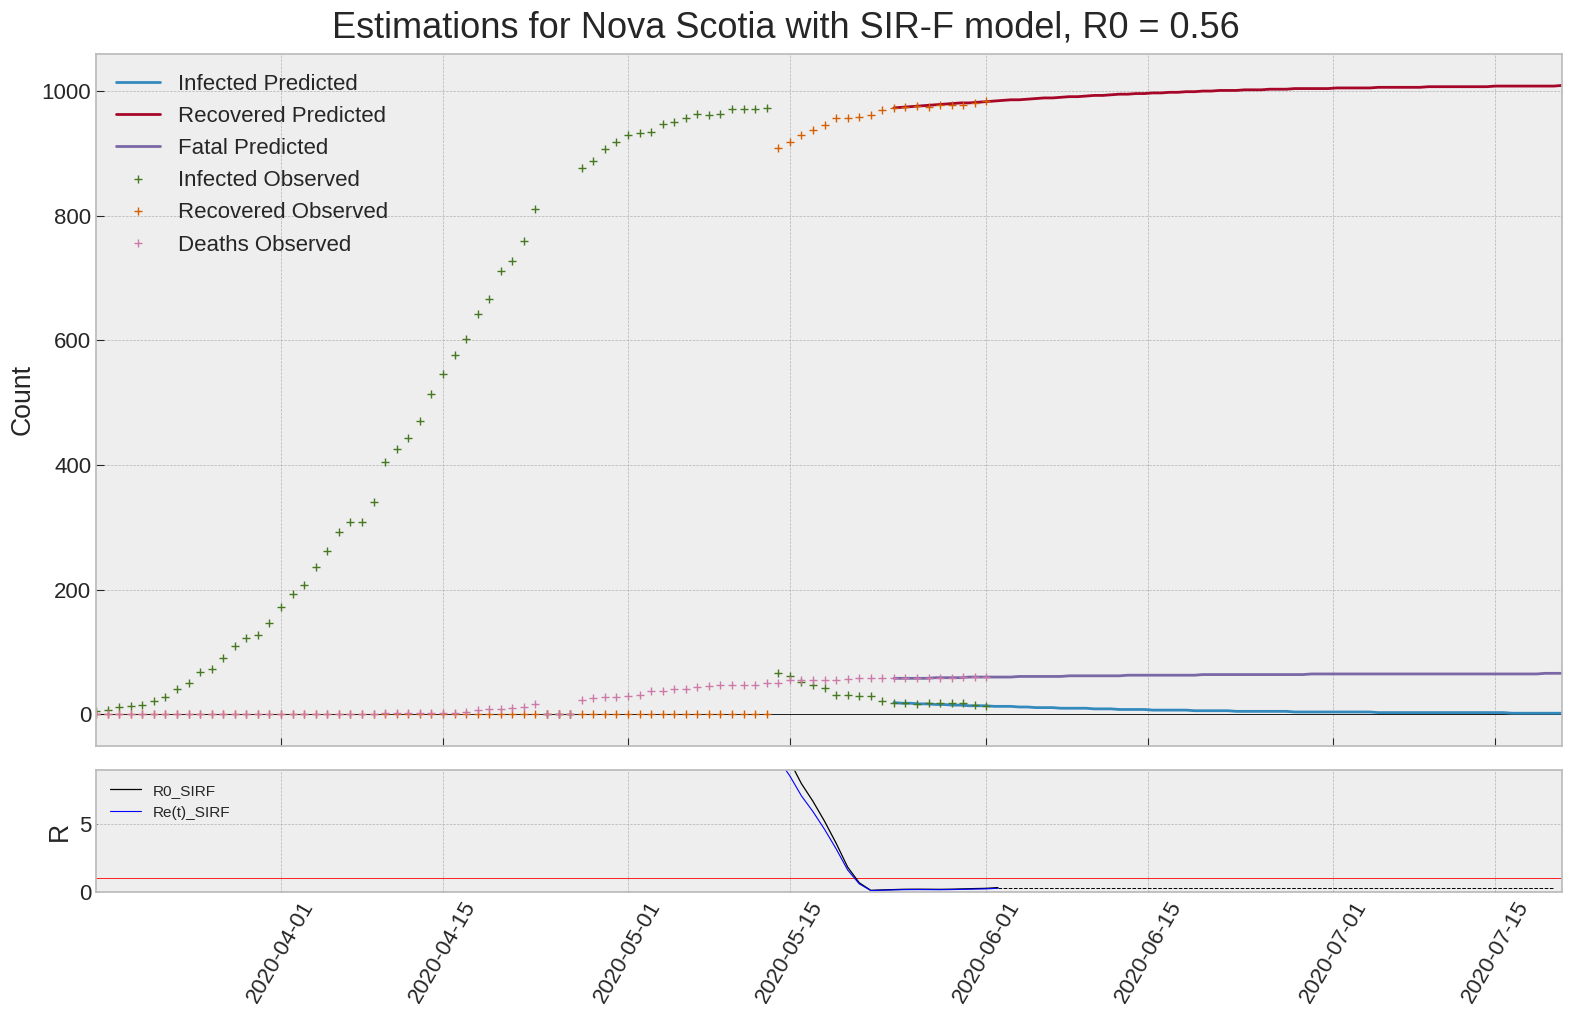 Estimations for Nova Scotia with SIR-F model, R0 = 0.56
Infected Predicted
Recovered Predicted
Fatal Predicted
Infected Observed
Recovered Observed
Deaths Observed
Count
1000
800
600
400
200
0
R0_SIRF
Re(t)_SIRF
R
5
0
2020-04-01
2020-04-15
2020-05-01
2020-05-15
2020-06-01
2020-06-15
2020-07-01
2020-07-15